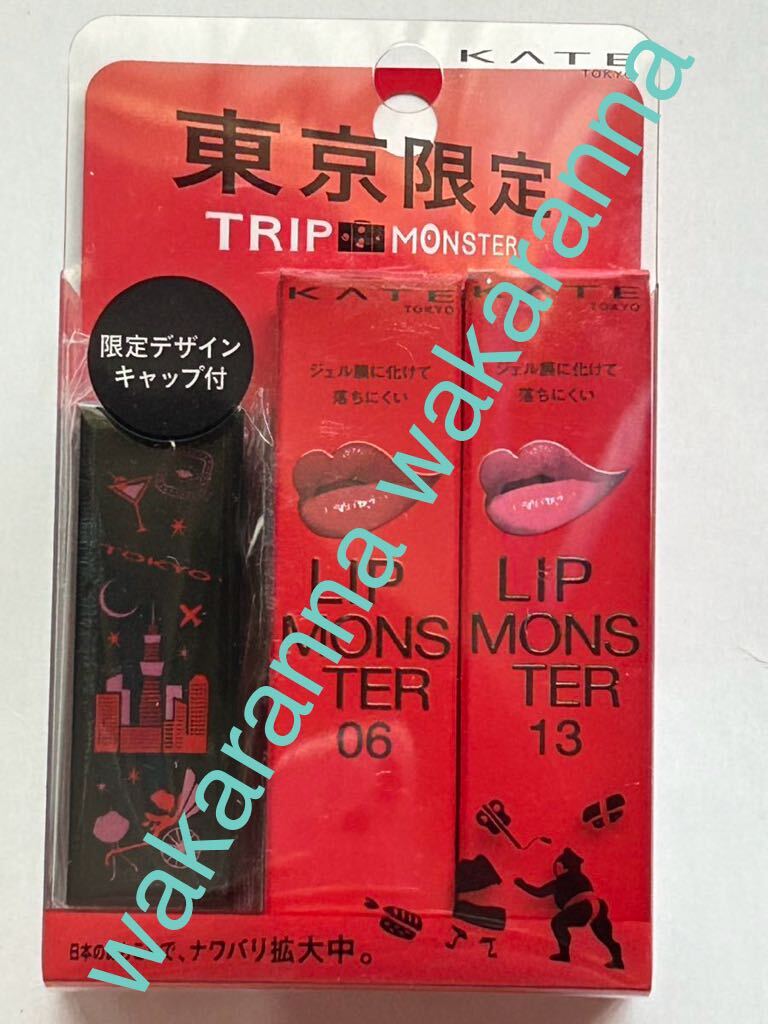 KATE
TOKYO
東京限定
TRIP MONSTER
限定デザイン
キャップ付
KATE
TOKYO
ジェル膜に化けて
落ちにくい
LIP
MONS
TER
06
KATE
TOKYO
ジェル膜に化けて
落ちにくい
LIP
MONS
TER
13
TOKYO
日本の で、ナワバリ拡大中。
wakaranna wakaranna wakaranna